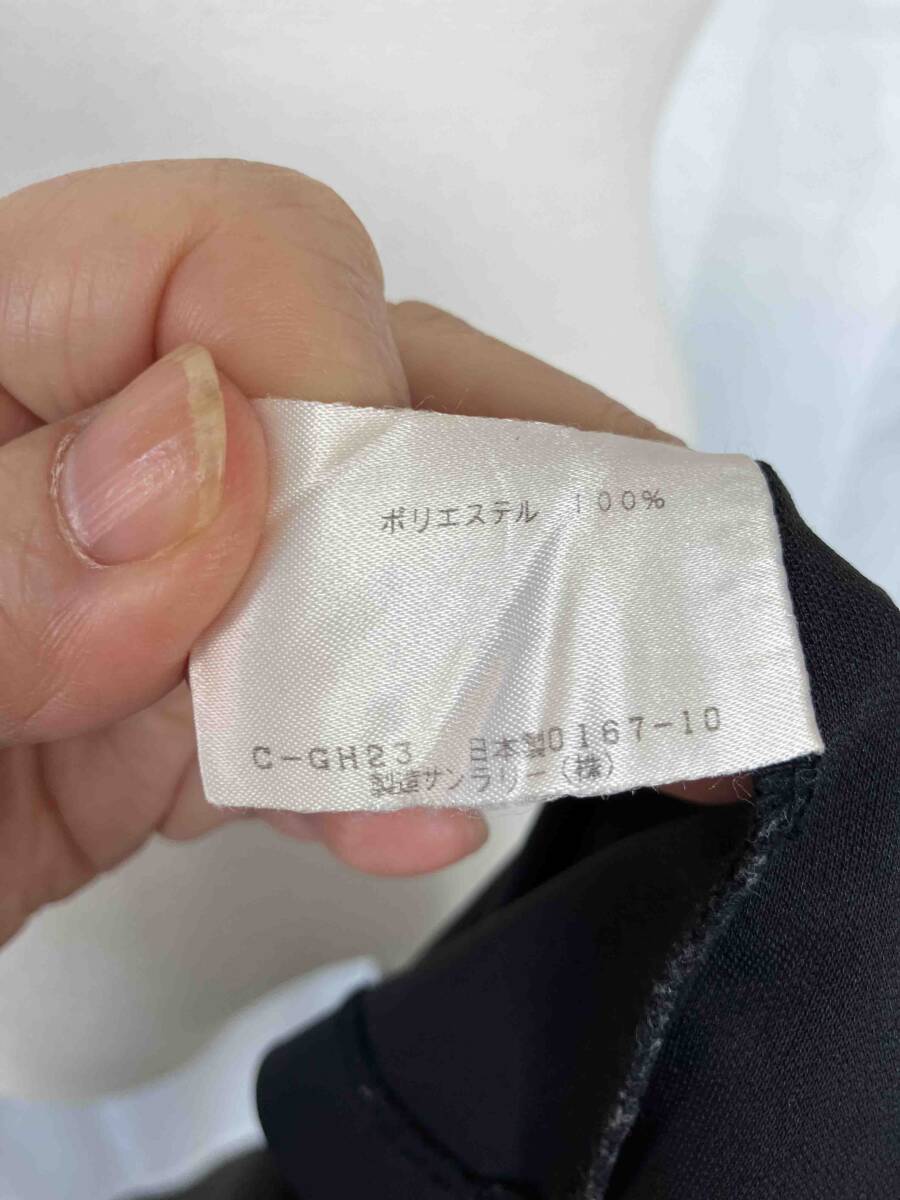 ポリエステル 100%
C-GH23 日本製0167-10
製造サンラリー(株)